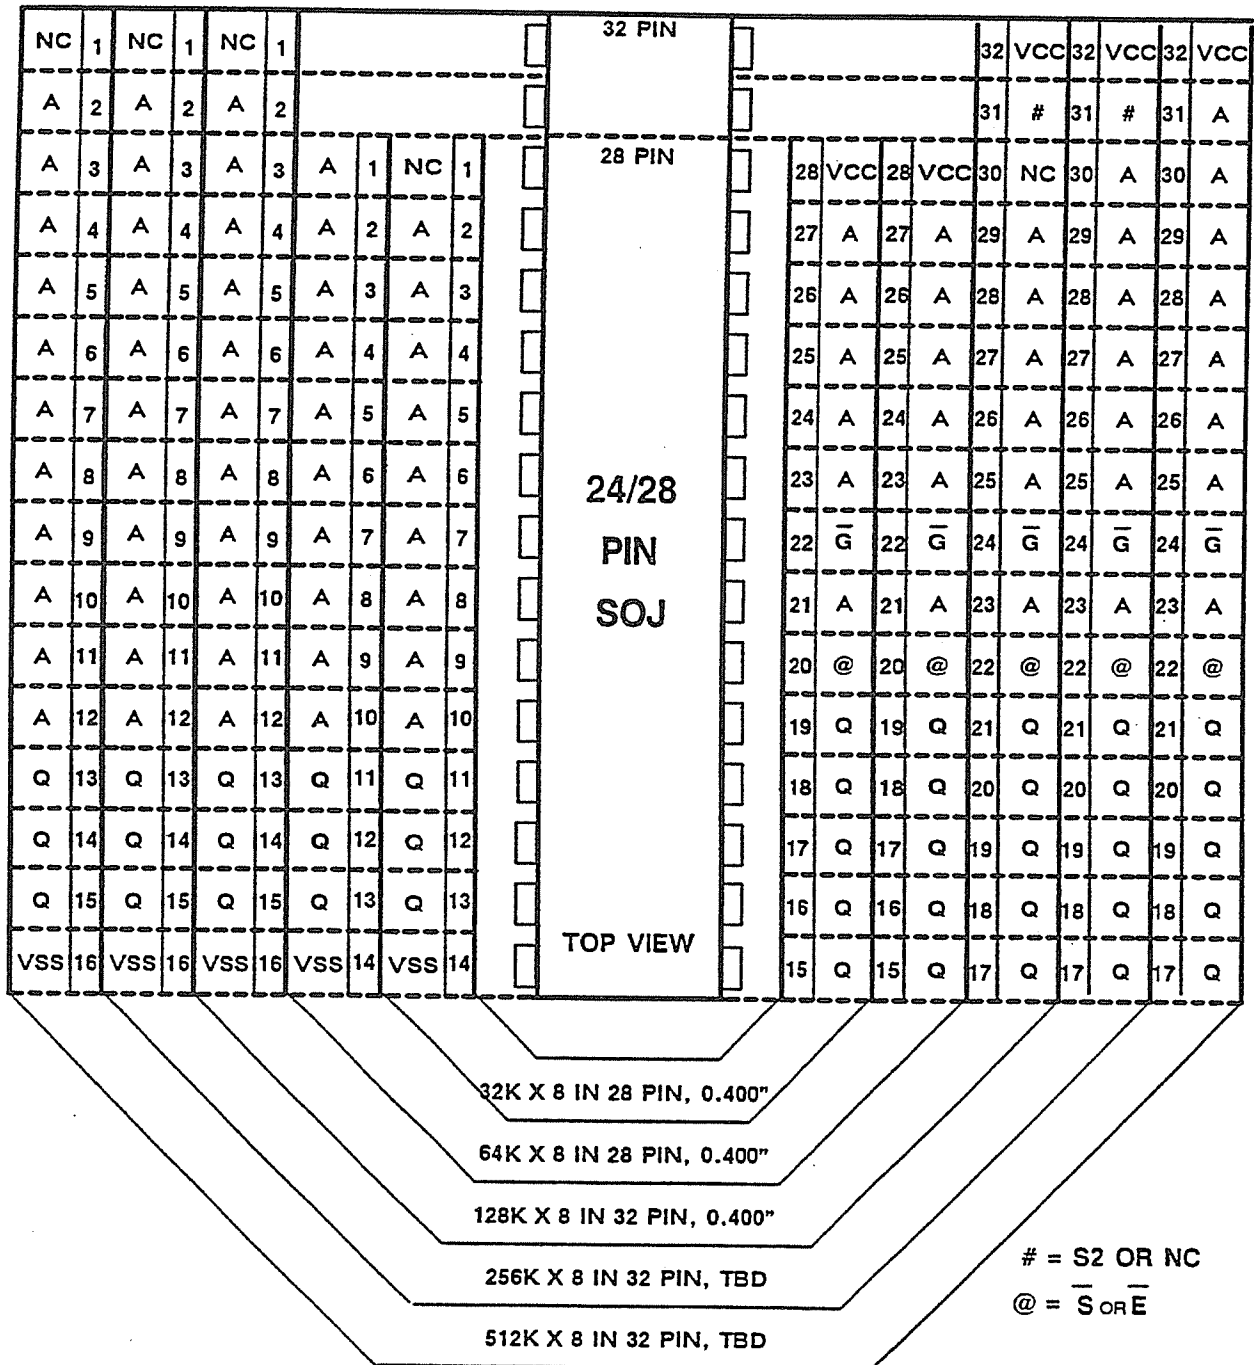 NC 1 NC 1 NC 1 32 PIN 32 VCC 32 VCC 32 VCC
A 2 A 2 A 2 31 # 31 # 31 A
A 3 A 3 A 3 A 1 NC 1 28 PIN 28 VCC 28 VCC 30 NC 30 A 30 A
A 4 A 4 A 4 A 2 A 2 27 A 27 A 29 A 29 A 29 A
A 5 A 5 A 5 A 3 A 3 26 A 26 A 28 A 28 A 28 A
A 6 A 6 A 6 A 4 A 4 25 A 25 A 27 A 27 A 27 A
A 7 A 7 A 7 A 5 A 5 24 A 24 A 26 A 26 A 26 A
A 8 A 8 A 8 A 6 A 6 24/28 23 A 23 A 25 A 25 A 25 A
A 9 A 9 A 9 A 7 A 7 PIN 22 G̅ 22 G̅ 24 G̅ 24 G̅ 24 G̅
A 10 A 10 A 10 A 8 A 8 SOJ 21 A 21 A 23 A 23 A 23 A
A 11 A 11 A 11 A 9 A 9 20 @ 20 @ 22 @ 22 @ 22 @
A 12 A 12 A 12 A 10 A 10 19 Q 19 Q 21 Q 21 Q 21 Q
Q 13 Q 13 Q 13 Q 11 Q 11 18 Q 18 Q 20 Q 20 Q 20 Q
Q 14 Q 14 Q 14 Q 12 Q 12 17 Q 17 Q 19 Q 19 Q 19 Q
Q 15 Q 15 Q 15 Q 13 Q 13 TOP VIEW 16 Q 16 Q 18 Q 18 Q 18 Q
VSS 16 VSS 16 VSS 16 VSS 14 VSS 14 15 Q 15 Q 17 Q 17 Q 17 Q
32K X 8 IN 28 PIN, 0.400"
64K X 8 IN 28 PIN, 0.400"
128K X 8 IN 32 PIN, 0.400"
256K X 8 IN 32 PIN, TBD
512K X 8 IN 32 PIN, TBD
# = S2 OR NC
@ = S̅ OR E̅